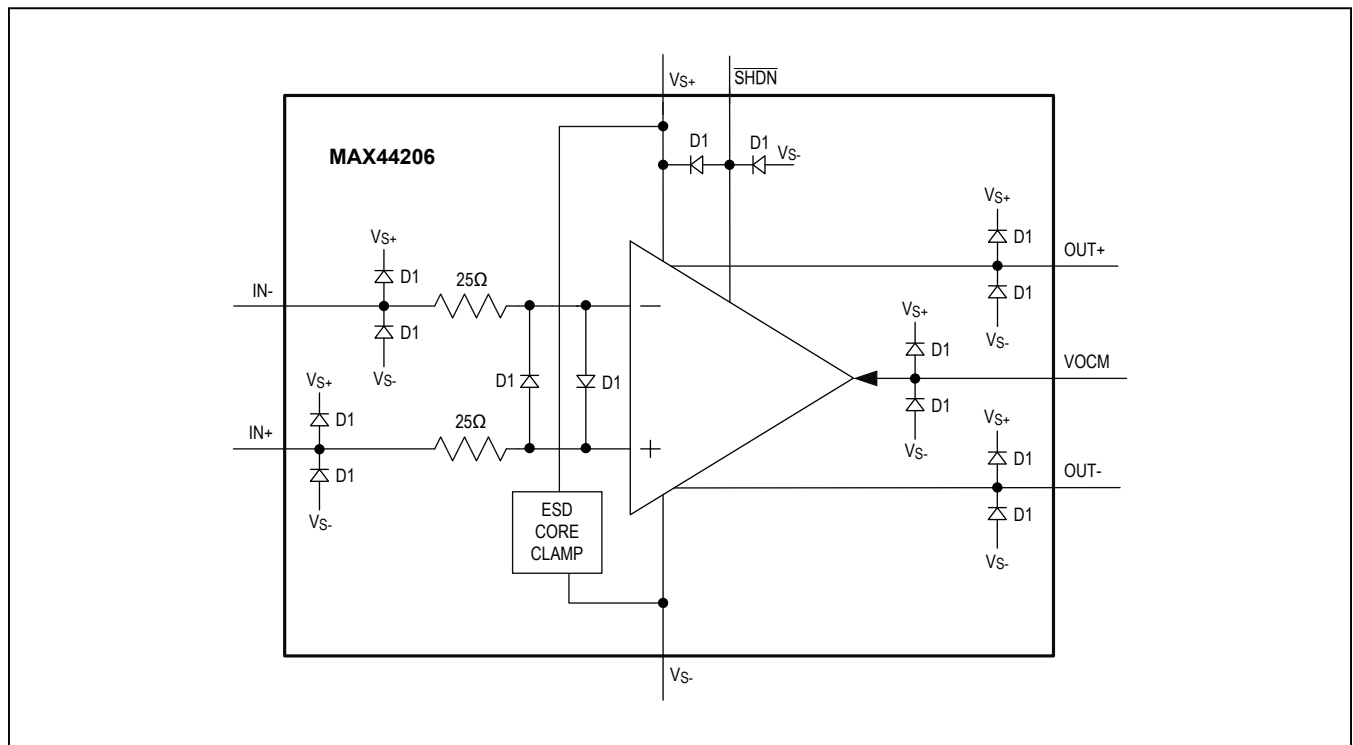 VS+
SHDN
MAX44206
D1
D1
VS-
VS+
D1
D1
VS-
IN-
25Ω
VS+
D1
OUT+
D1
VS-
VS+
D1
VOCM
D1
VS-
D1
D1
VS+
D1
IN+
D1
VS-
25Ω
VS+
D1
OUT-
D1
VS-
−
+
ESD
CORE
CLAMP
VS-